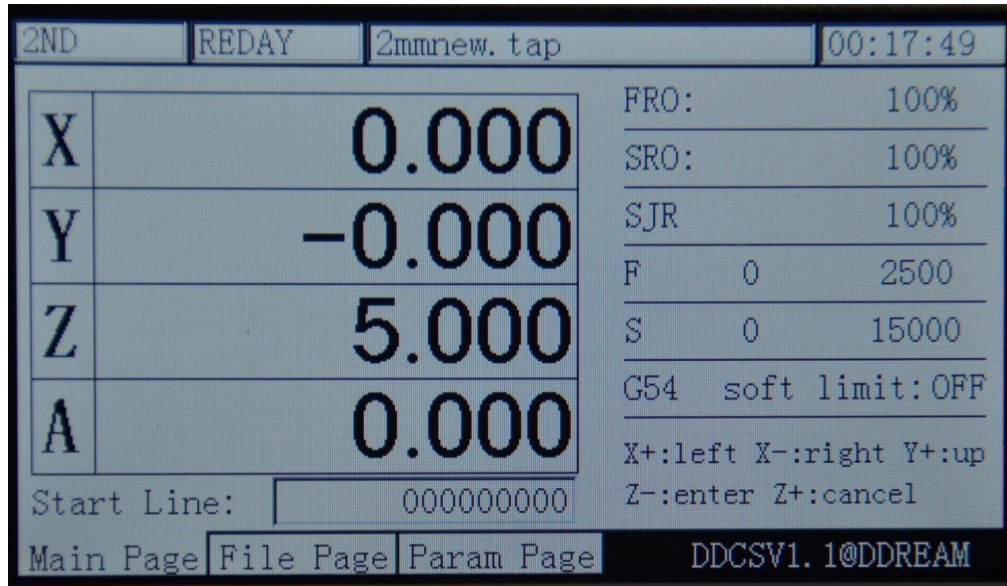 2ND REDAY 2mmnew.tap 00:17:49
X 0.000
Y -0.000
Z 5.000
A 0.000
Start Line: 000000000
FRO: 100%
SRO: 100%
SJR 100%
F 0 2500
S 0 15000
G54 soft limit:OFF
X+:left X-:right Y+:up
Z-:enter Z+:cancel
Main Page File Page Param Page DDCSV1.1@DDREAM